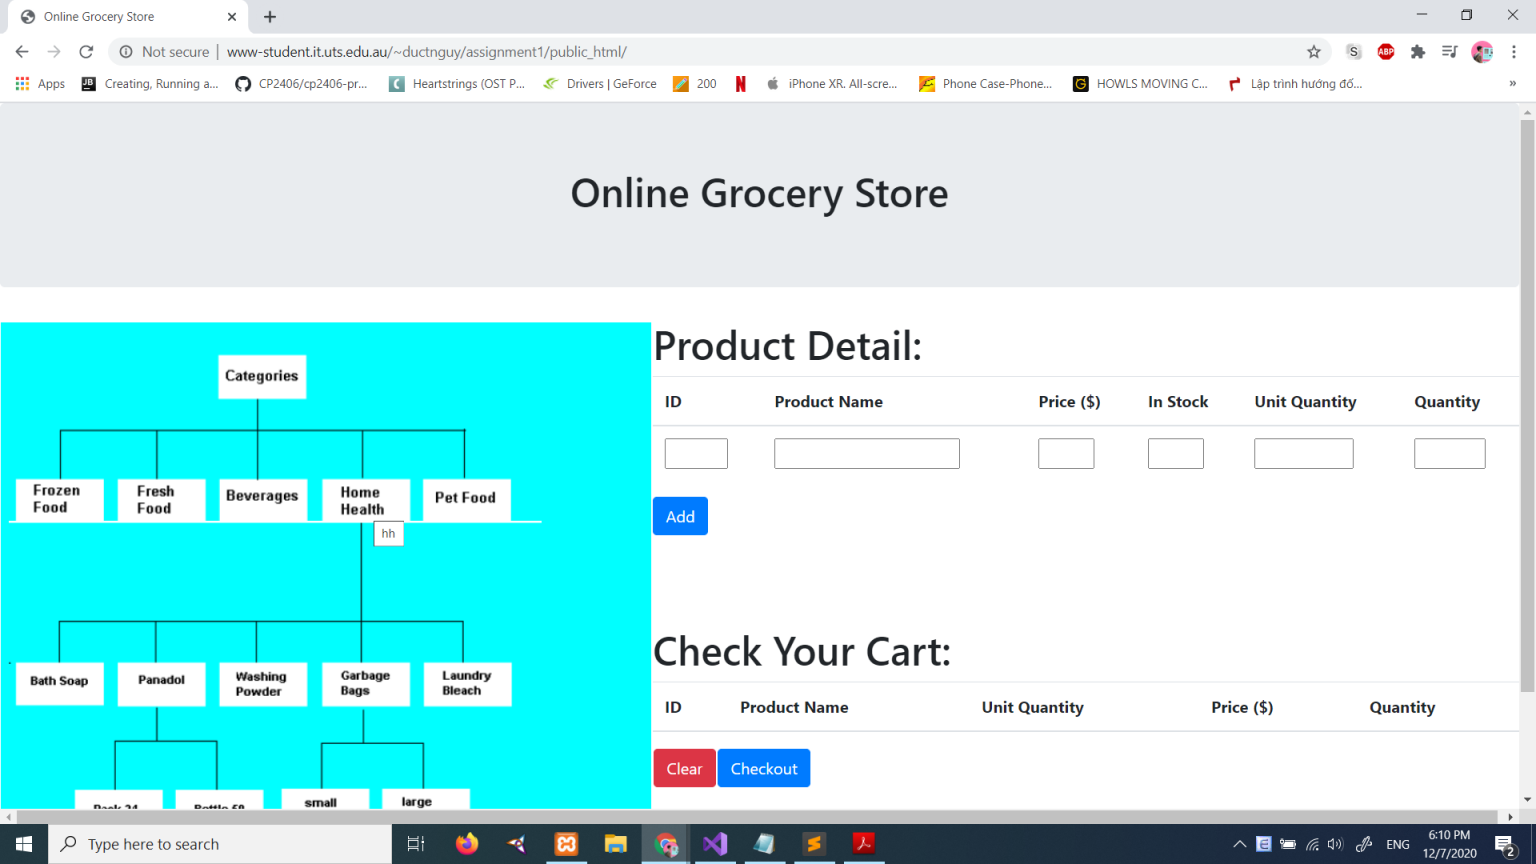 Online Grocery Store
Not secure | www-student.it.uts.edu.au/~ductnguy/assignment1/public_html/
S
ABP
Apps
JB
Creating, Running a...
CP2406/cp2406-pr...
C
Heartstrings (OST P...
Drivers | GeForce
200
N
iPhone XR. All-scre...
Phone Case-Phone...
G
HOWLS MOVING C...
Lập trình hướng đố...
»
Online Grocery Store
Categories
Frozen
Food
Fresh
Food
Beverages
Home
Health
Pet Food
hh
Bath Soap
Panadol
Washing
Powder
Garbage
Bags
Laundry
Bleach
small
large
Product Detail:
ID Product Name Price ($) In Stock Unit Quantity Quantity
Add
Check Your Cart:
ID Product Name Unit Quantity Price ($) Quantity
Clear Checkout
Type here to search
ENG
6:10 PM
12/7/2020
2